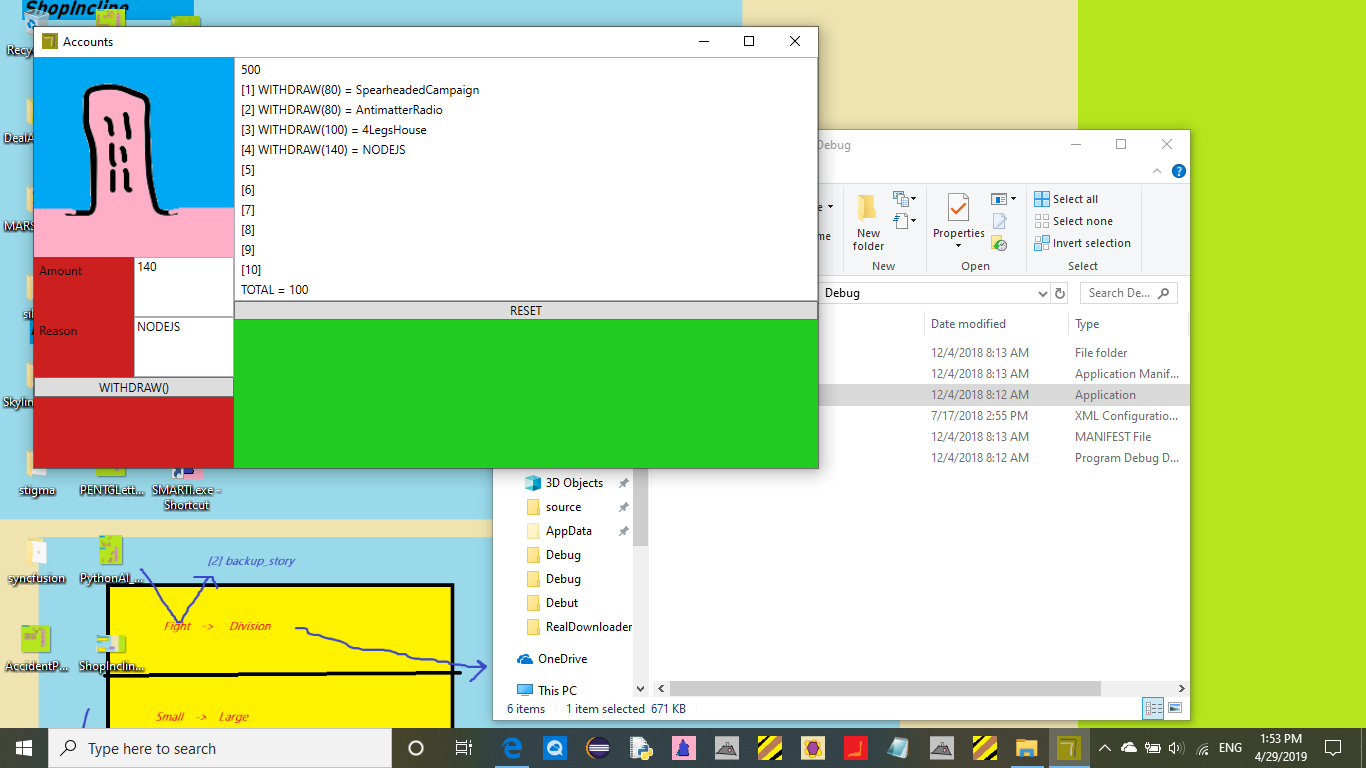 ShopIncline
Accounts
500
[1] WITHDRAW(80) = SpearheadedCampaign
[2] WITHDRAW(80) = AntimatterRadio
[3] WITHDRAW(100) = 4LegsHouse
[4] WITHDRAW(140) = NODEJS
[5]
[6]
[7]
[8]
[9]
[10]
TOTAL = 100
RESET
Amount
140
Reason
NODEJS
WITHDRAW()
Debug
New folder
Properties
Open
New
Select all
Select none
Invert selection
Select
Debug
Search De...
Date modified
Type
12/4/2018 8:13 AM File folder
12/4/2018 8:13 AM Application Manif...
12/4/2018 8:12 AM Application
7/17/2018 2:55 PM XML Configuratio...
12/4/2018 8:13 AM MANIFEST File
12/4/2018 8:12 AM Program Debug D...
3D Objects
source
AppData
Debug
Debug
Debut
RealDownloader
OneDrive
This PC
6 items 1 item selected 671 KB
stigma
PENTGLett...
SMARTI.exe - Shortcut
syncfusion
PythonAI_...
AccidentP...
ShopInclin...
[2] backup_story
Fight -> Division
Small -> Large
Type here to search
ENG
1:53 PM
4/29/2019